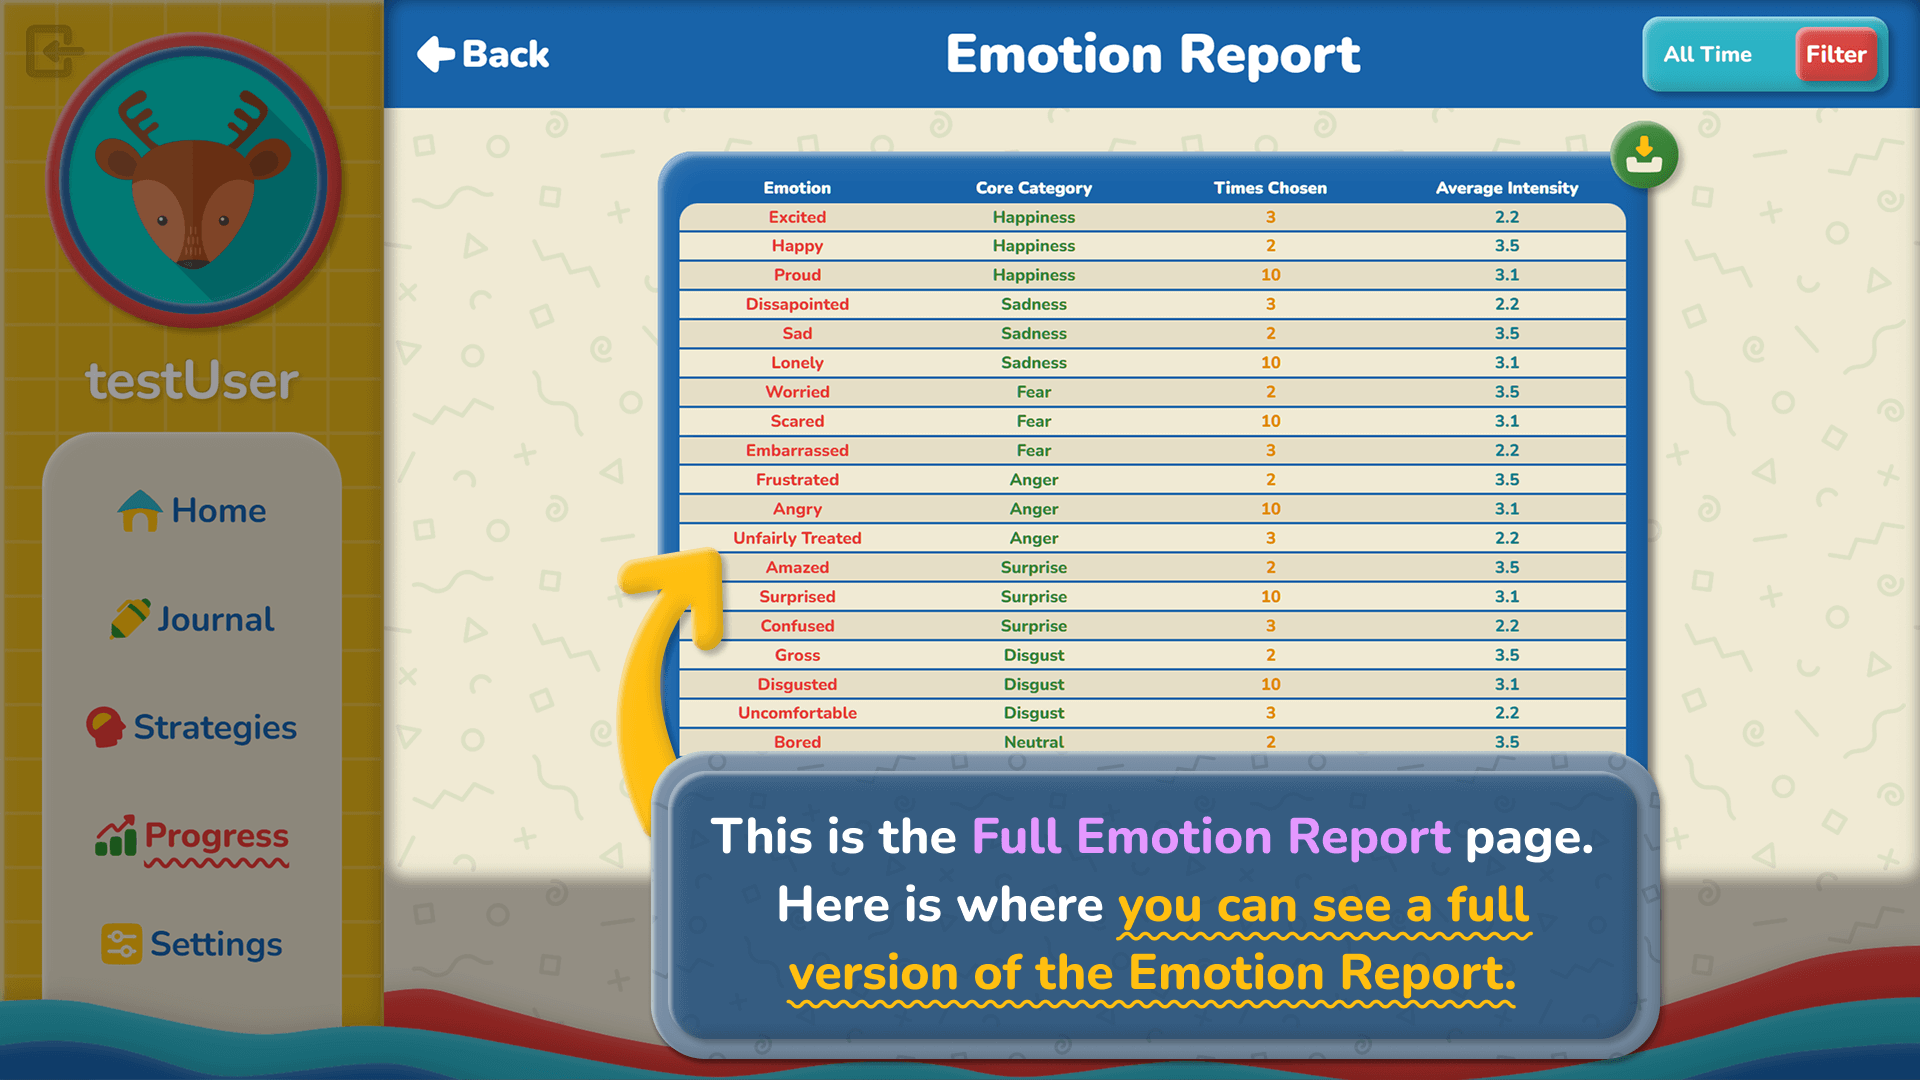 Back
Emotion Report
All Time
Filter
testUser
Home
Journal
Strategies
Progress
Settings
Emotion Core Category Times Chosen Average Intensity
Excited Happiness 3 2.2
Happy Happiness 2 3.5
Proud Happiness 10 3.1
Dissapointed Sadness 3 2.2
Sad Sadness 2 3.5
Lonely Sadness 10 3.1
Worried Fear 2 3.5
Scared Fear 10 3.1
Embarrassed Fear 3 2.2
Frustrated Anger 2 3.5
Angry Anger 10 3.1
Unfairly Treated Anger 3 2.2
Amazed Surprise 2 3.5
Surprised Surprise 10 3.1
Confused Surprise 3 2.2
Gross Disgust 2 3.5
Disgusted Disgust 10 3.1
Uncomfortable Disgust 3 2.2
Bored Neutral 2 3.5
This is the Full Emotion Report page.
Here is where you can see a full
version of the Emotion Report.